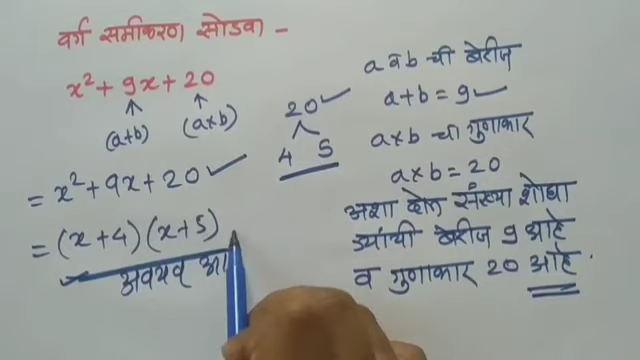 वर्ग समीकरण सोडवा -
x² + 9x + 20
(a+b) (a×b)
= x² + 9x + 20
= (x+4) (x+5)
अवयव आ
20
4 5
a व b ची बेरीज
a+b = 9
a×b चा गुणाकार
a×b = 20
अशा दोन संख्या शोधा
ज्यांची बेरीज 9 आहे
व गुणाकार 20 आहे.